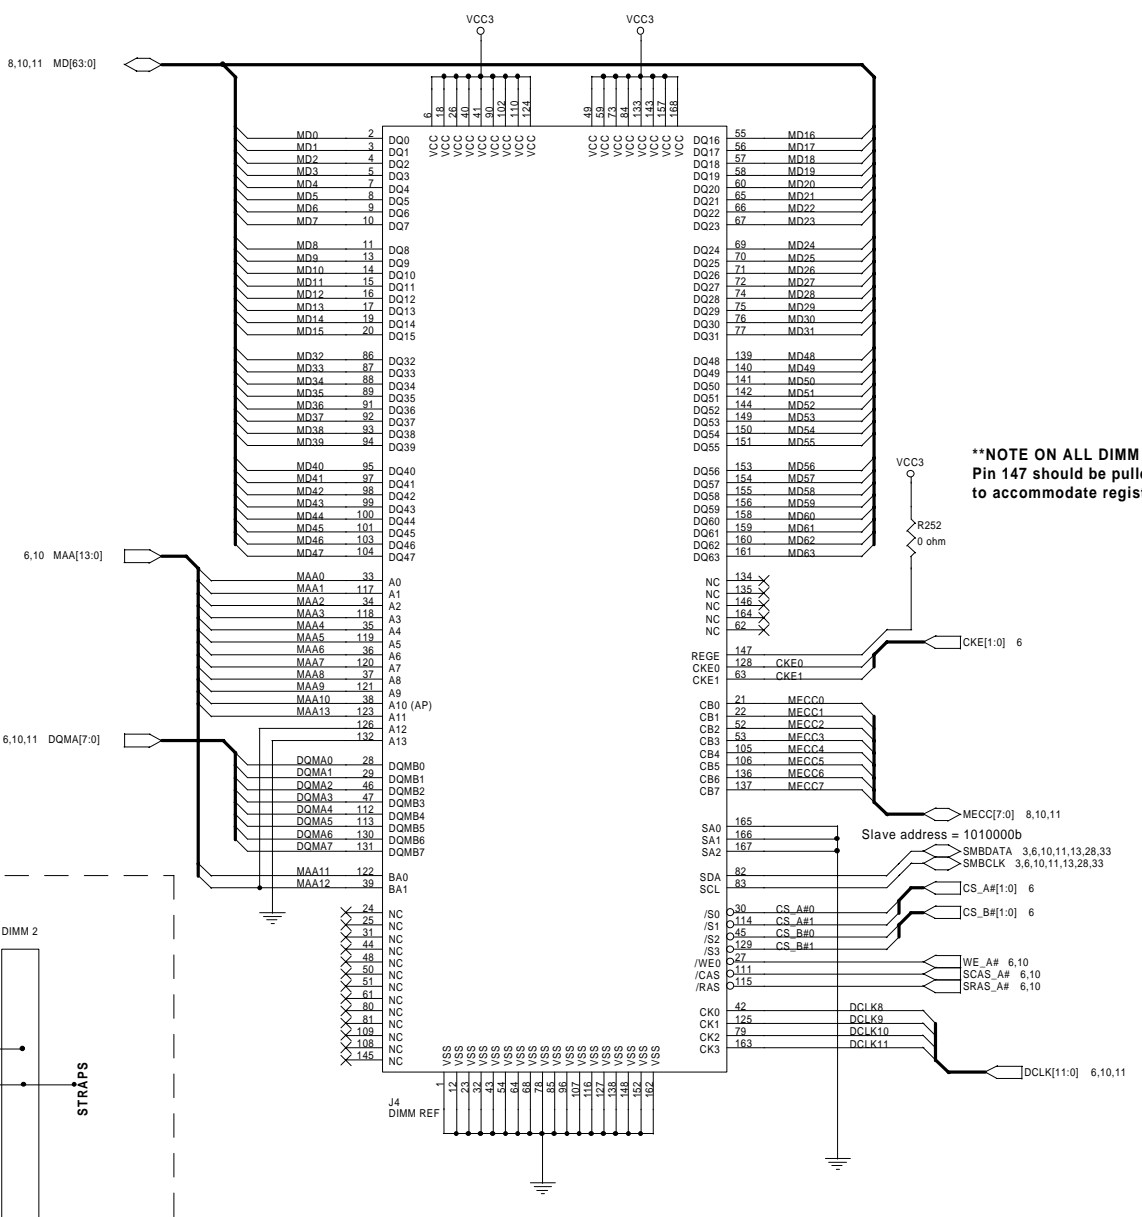 VCC3 VCC3
8,10,11 MD[63:0]
6 18 26 40 41 90 102 110 124 49 59 73 84 133 143 157 168
VCC VCC VCC VCC VCC VCC VCC VCC VCC VCC VCC VCC VCC VCC VCC VCC VCC
MD0 2 DQ0 DQ16 55 MD16
MD1 3 DQ1 DQ17 56 MD17
MD2 4 DQ2 DQ18 57 MD18
MD3 5 DQ3 DQ19 58 MD19
MD4 7 DQ4 DQ20 60 MD20
MD5 8 DQ5 DQ21 65 MD21
MD6 9 DQ6 DQ22 66 MD22
MD7 10 DQ7 DQ23 67 MD23
MD8 11 DQ8 DQ24 69 MD24
MD9 13 DQ9 DQ25 70 MD25
MD10 14 DQ10 DQ26 71 MD26
MD11 15 DQ11 DQ27 72 MD27
MD12 16 DQ12 DQ28 74 MD28
MD13 17 DQ13 DQ29 75 MD29
MD14 19 DQ14 DQ30 76 MD30
MD15 20 DQ15 DQ31 77 MD31
MD32 86 DQ32 DQ48 139 MD48
MD33 87 DQ33 DQ49 140 MD49
MD34 88 DQ34 DQ50 141 MD50
MD35 89 DQ35 DQ51 142 MD51
MD36 91 DQ36 DQ52 144 MD52
MD37 92 DQ37 DQ53 149 MD53
MD38 93 DQ38 DQ54 150 MD54
MD39 94 DQ39 DQ55 151 MD55
MD40 95 DQ40 DQ56 153 MD56
MD41 97 DQ41 DQ57 154 MD57
MD42 98 DQ42 DQ58 155 MD58
MD43 99 DQ43 DQ59 156 MD59
MD44 100 DQ44 DQ60 158 MD60
MD45 101 DQ45 DQ61 159 MD61
MD46 103 DQ46 DQ62 160 MD62
MD47 104 DQ47 DQ63 161 MD63
VCC3
**NOTE ON ALL DIMM
Pin 147 should be
to accommodate
R252
0 ohm
6,10 MAA[13:0]
MAA0 33 A0 NC 134
MAA1 117 A1 NC 135
MAA2 34 A2 NC 146
MAA3 118 A3 NC 164
MAA4 35 A4 NC 62
MAA5 119 A5
MAA6 36 A6 REGE 147
MAA7 120 A7 CKE0 128 CKE0
MAA8 37 A8 CKE1 63 CKE1
CKE[1:0] 6
MAA9 121 A9
MAA10 38 A10 (AP) CB0 21 MECC0
MAA13 123 A11 CB1 22 MECC1
126 A12 CB2 52 MECC2
132 A13 CB3 53 MECC3
6,10,11 DQMA[7:0]
DQMA0 28 DQMB0 CB4 105 MECC4
DQMA1 29 DQMB1 CB5 106 MECC5
DQMA2 46 DQMB2 CB6 136 MECC6
DQMA3 47 DQMB3 CB7 137 MECC7
DQMA4 112 DQMB4
DQMA5 113 DQMB5
DQMA6 130 DQMB6
DQMA7 131 DQMB7
MECC[7:0] 8,10,11
SA0 165
SA1 166
SA2 167
Slave address = 1010000b
MAA11 122 BA0 SDA 82 SMBDATA 3,6,10,11,13,28,33
MAA12 39 BA1 SCL 83 SMBCLK 3,6,10,11,13,28,33
24 NC /S0 30 CS_A#0 CS_A#[1:0] 6
25 NC /S1 114 CS_A#1
31 NC /S2 45 CS_B#0 CS_B#[1:0] 6
44 NC /S3 129 CS_B#1
48 NC /WE0 27 WE_A# 6,10
50 NC /CAS 111 SCAS_A# 6,10
51 NC /RAS 115 SRAS_A# 6,10
61 NC
80 NC CK0 42 DCLK8
81 NC CK1 125 DCLK9
109 NC CK2 79 DCLK10
108 NC CK3 163 DCLK11
145 NC
DCLK[11:0] 6,10,11
VSS VSS VSS VSS VSS VSS VSS VSS VSS VSS VSS VSS VSS VSS VSS VSS VSS VSS
1 12 23 32 43 54 64 68 78 85 96 107 116 127 138 148 152 162
J4
DIMM REF
DIMM 2
STRAPS